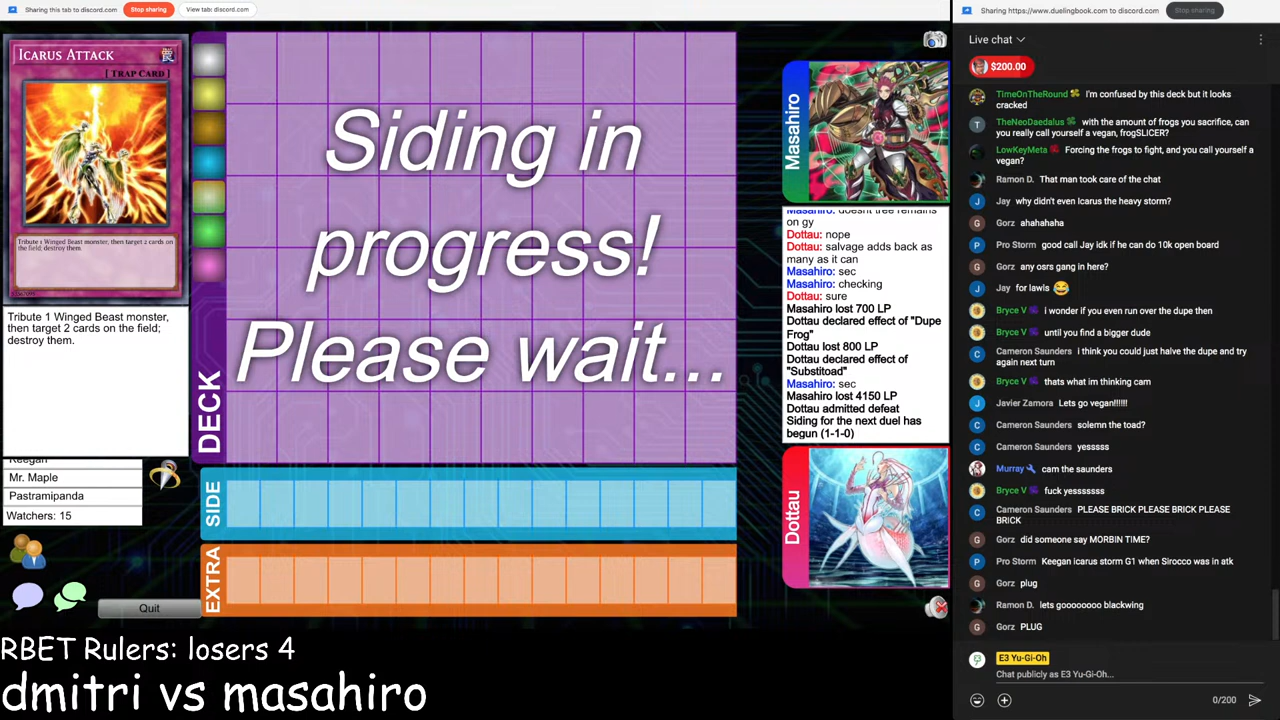 Sharing this tab to discord.com
Stop sharing
View tab: discord.com
Sharing https://www.duelingbook.com to discord.com
Stop sharing
ICARUS ATTACK
[ TRAP CARD ]
Tribute 1 Winged Beast monster, then target 2 cards on
the field; destroy them.
Tribute 1 Winged Beast monster,
then target 2 cards on the field;
destroy them.
Keegan
Mr. Maple
Pastramipanda
Watchers: 15
Quit
DECK
SIDE
EXTRA
Siding in
progress!
Please wait...
Masahiro
Masahiro: doesnt tree remains
on gy
Dottau: nope
Dottau: salvage adds back as
many as it can
Masahiro: sec
Masahiro: checking
Dottau: sure
Masahiro lost 700 LP
Dottau declared effect of "Dupe
Frog"
Dottau lost 800 LP
Dottau declared effect of
"Substitoad"
Masahiro: sec
Masahiro lost 4150 LP
Dottau admitted defeat
Siding for the next duel has
begun (1-1-0)
Dottau
RBET Rulers: losers 4
dmitri vs masahiro
Live chat
$200.00
TimeOnTheRound I'm confused by this deck but it looks
cracked
TheNeoDaedalus with the amount of frogs you sacrifice, can
you really call yourself a vegan, frogSLICER?
LowKeyMeta Forcing the frogs to fight, and you call yourself a
vegan?
Ramon D. That man took care of the chat
Jay why didn't even Icarus the heavy storm?
Gorz ahahahaha
Pro Storm good call Jay idk if he can do 10k open board
Gorz any osrs gang in here?
Jay for lawls 😂
Bryce V i wonder if you even run over the dupe then
Bryce V until you find a bigger dude
Cameron Saunders i think you could just halve the dupe and try
again next turn
Bryce V thats what im thinking cam
Javier Zamora Lets go vegan!!!!!!
Cameron Saunders solemn the toad?
Cameron Saunders yesssss
Murray cam the saunders
Bryce V fuck yesssssss
Cameron Saunders PLEASE BRICK PLEASE BRICK PLEASE
BRICK
Gorz did someone say MORBIN TIME?
Pro Storm Keegan icarus storm G1 when Sirocco was in atk
Gorz plug
Ramon D. lets goooooooo blackwing
Gorz PLUG
E3 Yu-Gi-Oh
Chat publicly as E3 Yu-Gi-Oh...
0/200